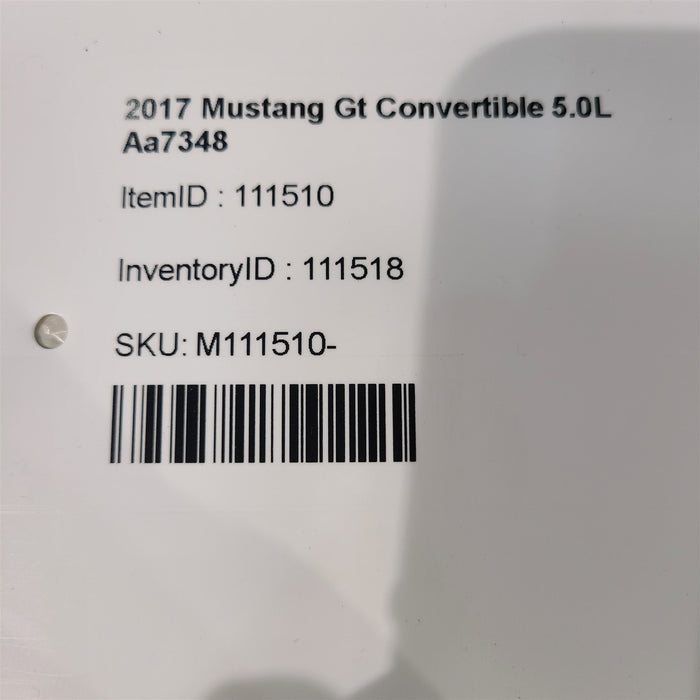 2017 Mustang Gt Convertible 5.0L
Aa7348
ItemID : 111510
InventoryID : 111518
SKU: M111510-